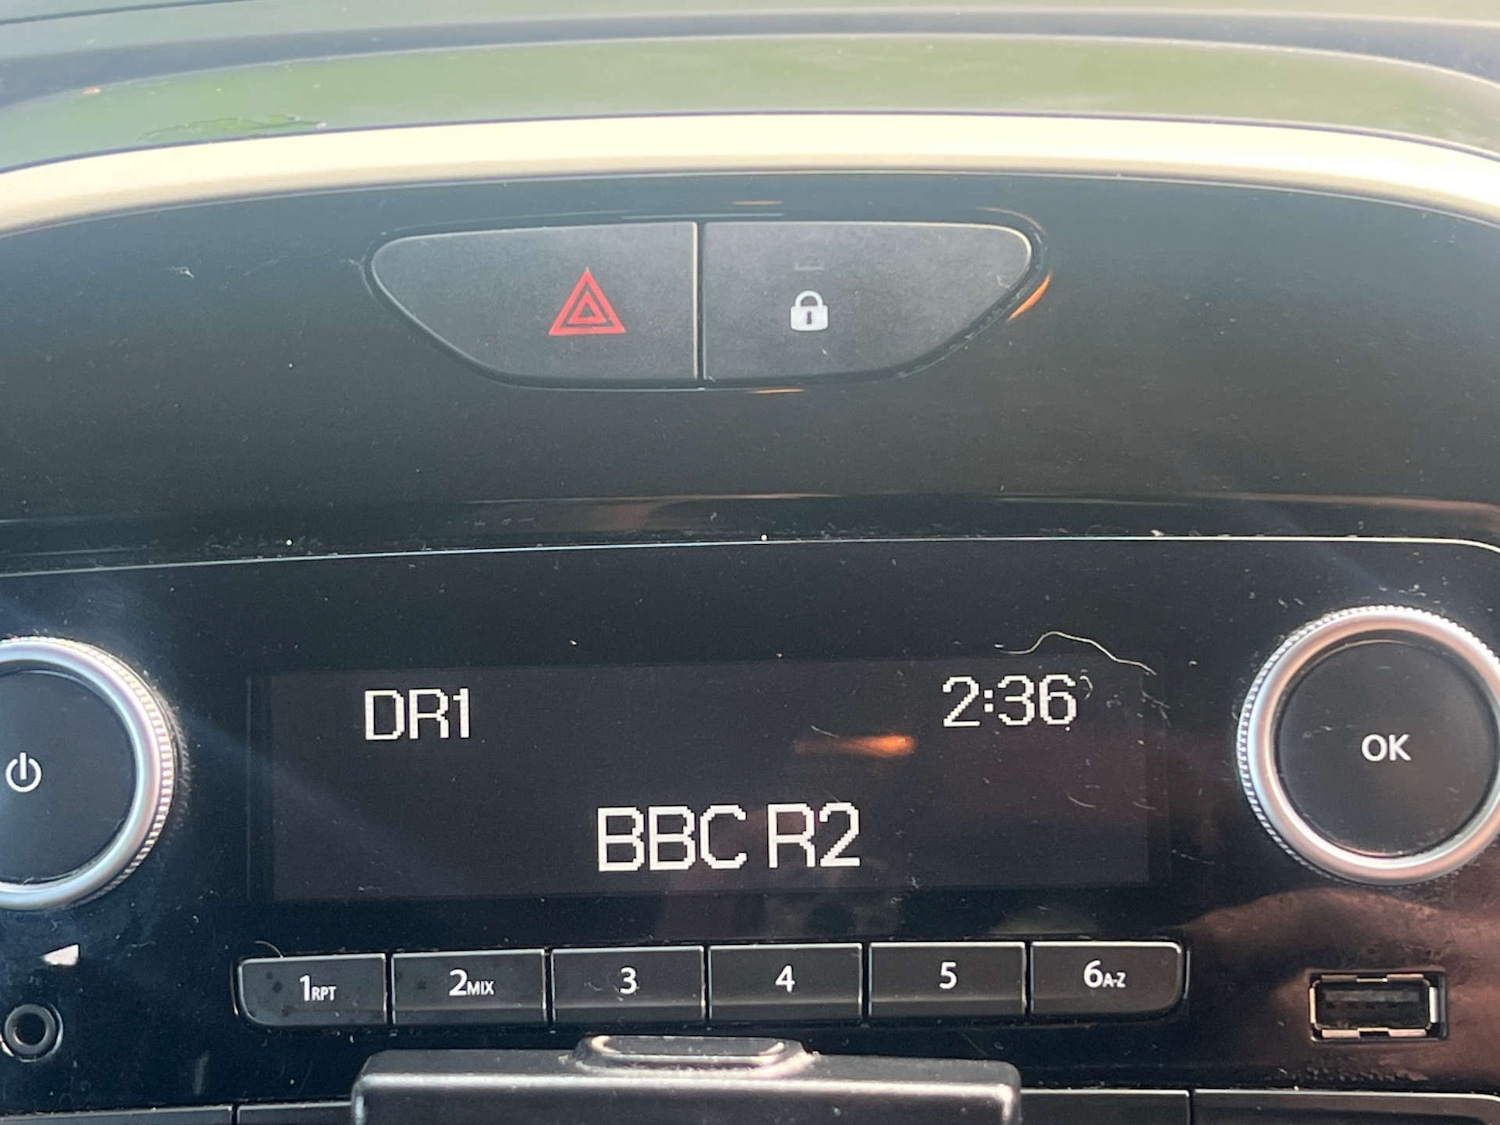 DR1
2:36
BBC R2
OK
1RPT
2MIX
3
4
5
6A-Z